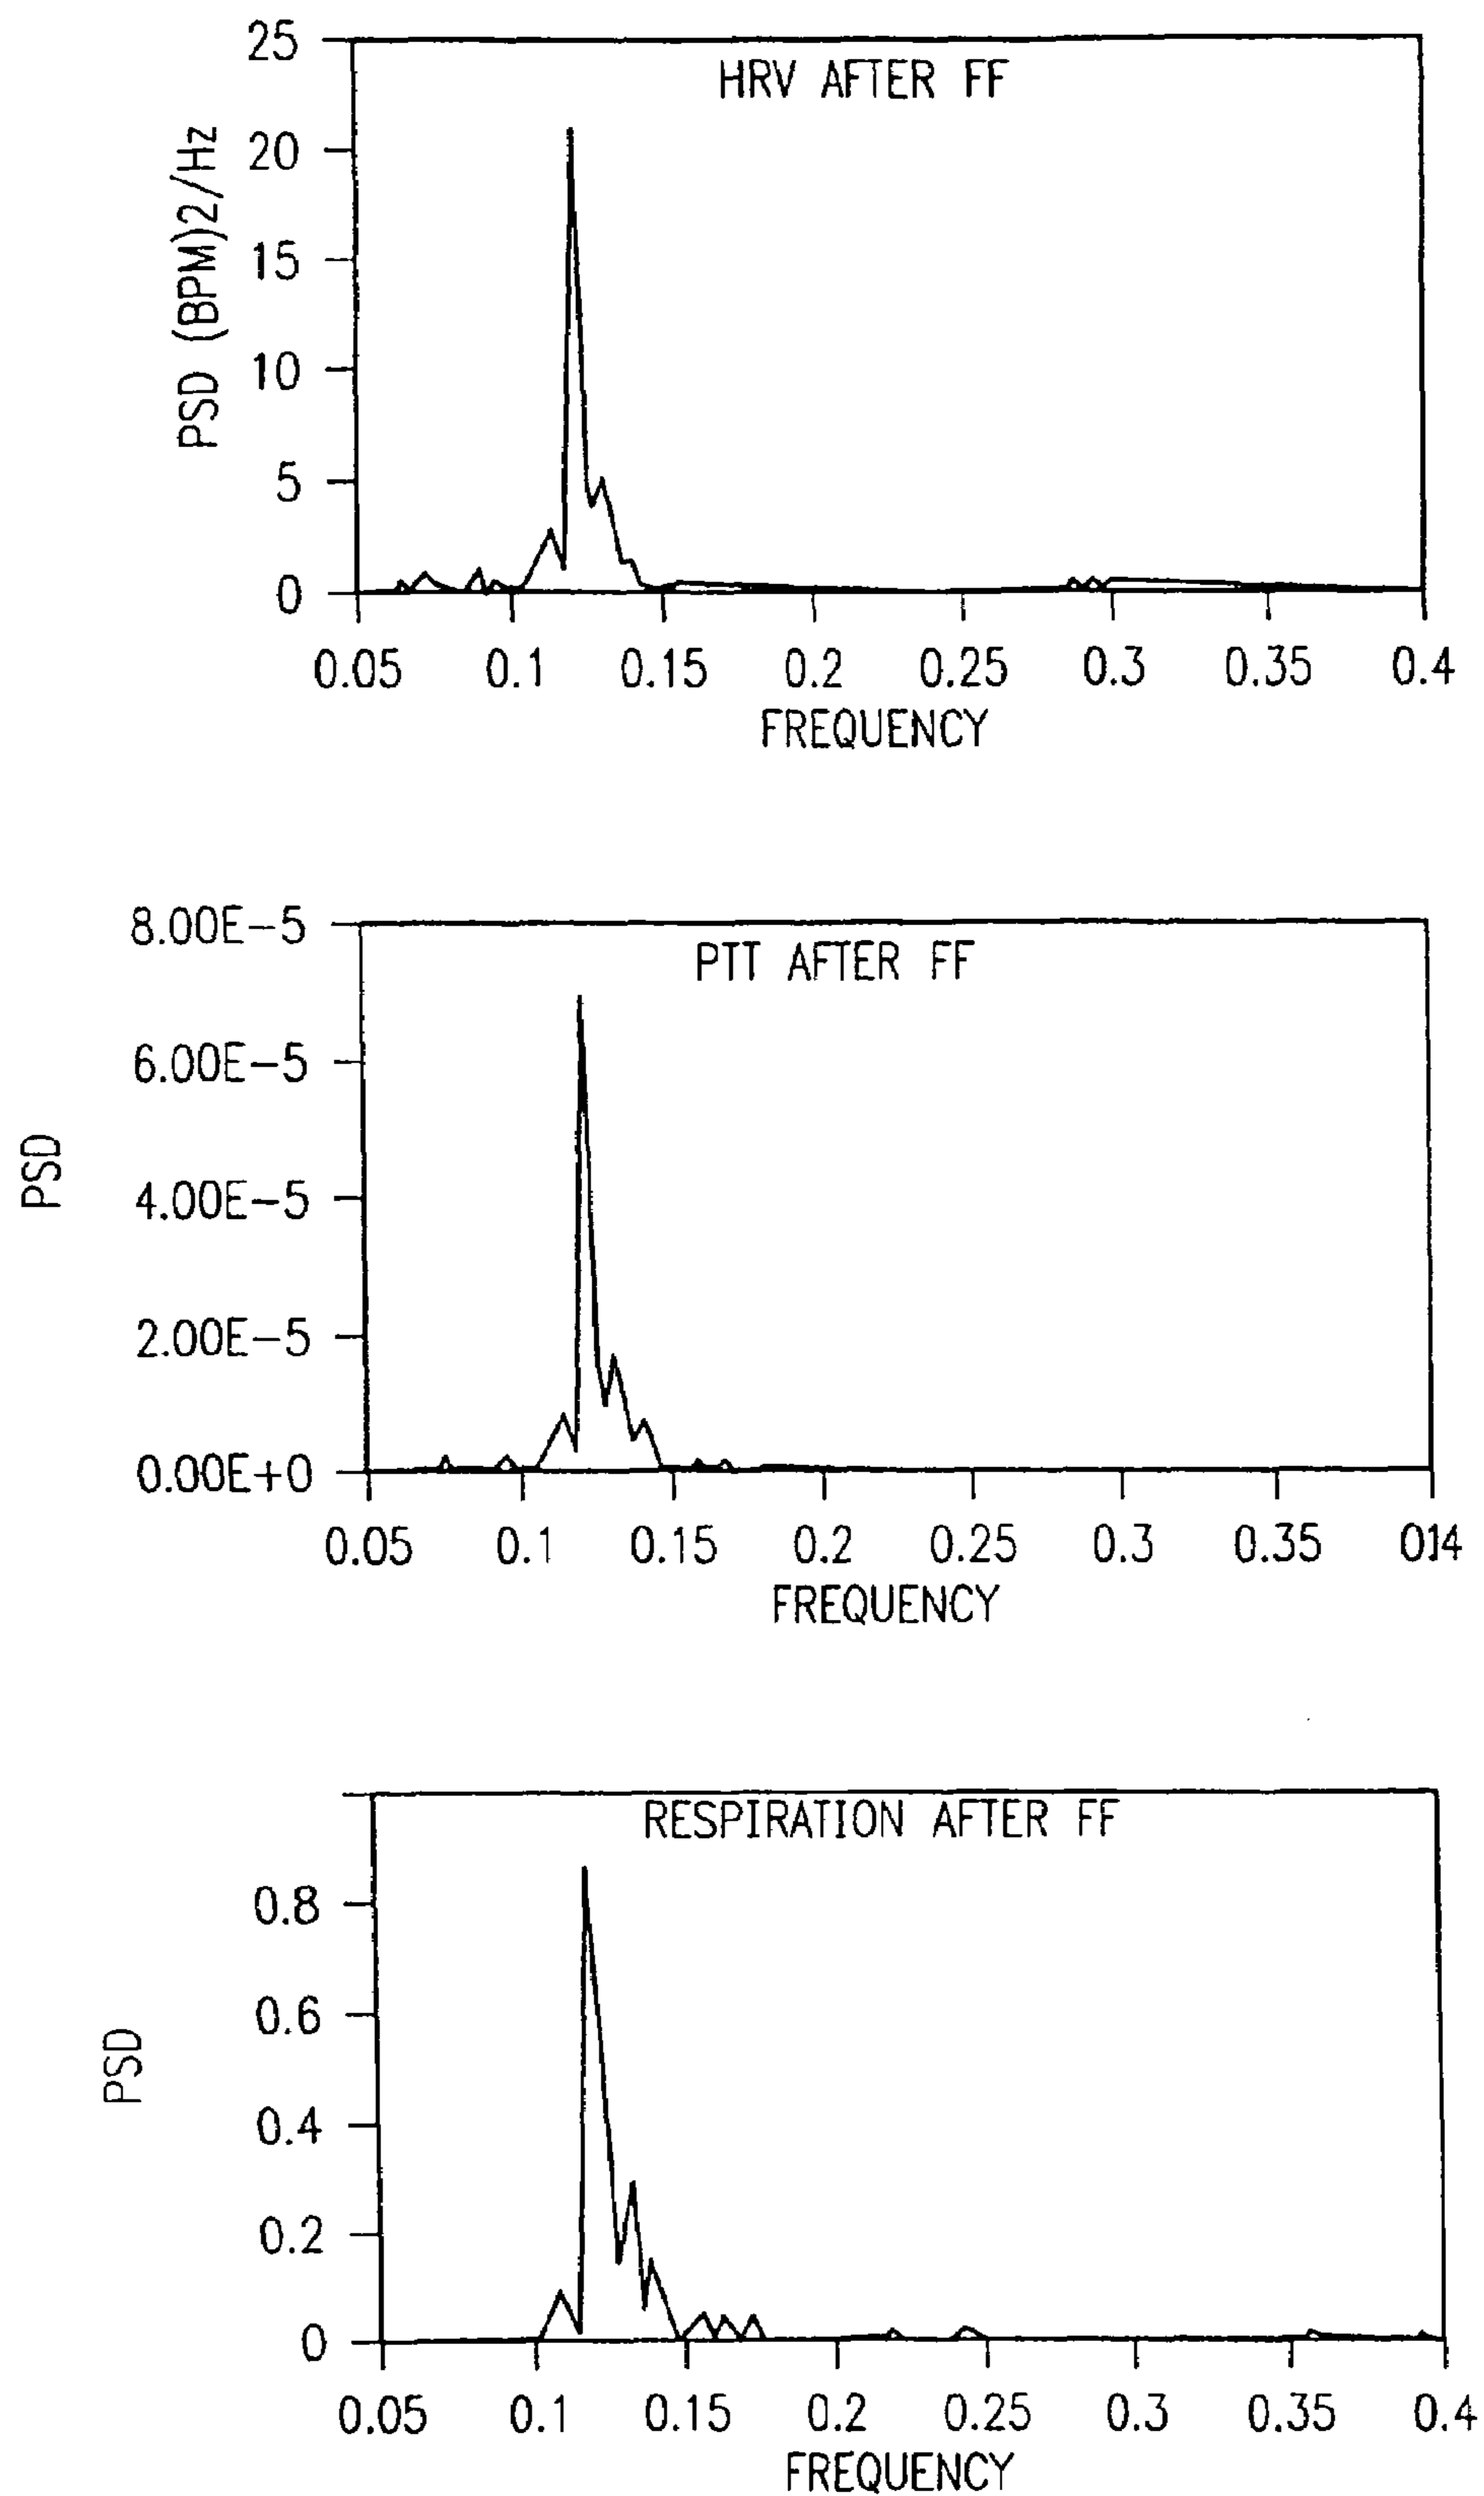 HRV AFTER FF
PSD (BPM)2/Hz
25
20
15
10
5
0
0.05 0.1 0.15 0.2 0.25 0.3 0.35 0.4
FREQUENCY
PTT AFTER FF
PSD
8.00E-5
6.00E-5
4.00E-5
2.00E-5
0.00E+0
0.05 0.1 0.15 0.2 0.25 0.3 0.35 014
FREQUENCY
RESPIRATION AFTER FF
PSD
0.8
0.6
0.4
0.2
0
0.05 0.1 0.15 0.2 0.25 0.3 0.35 0.4
FREQUENCY